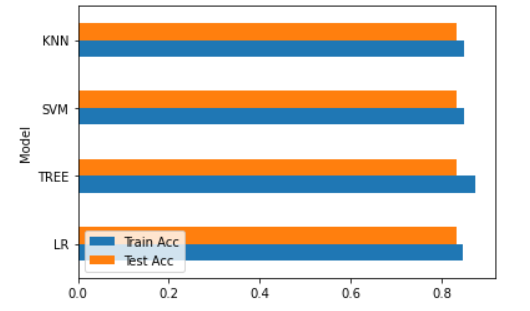 KNN
SVM
TREE
LR
Model
Train Acc
Test Acc
0.0 0.2 0.4 0.6 0.8